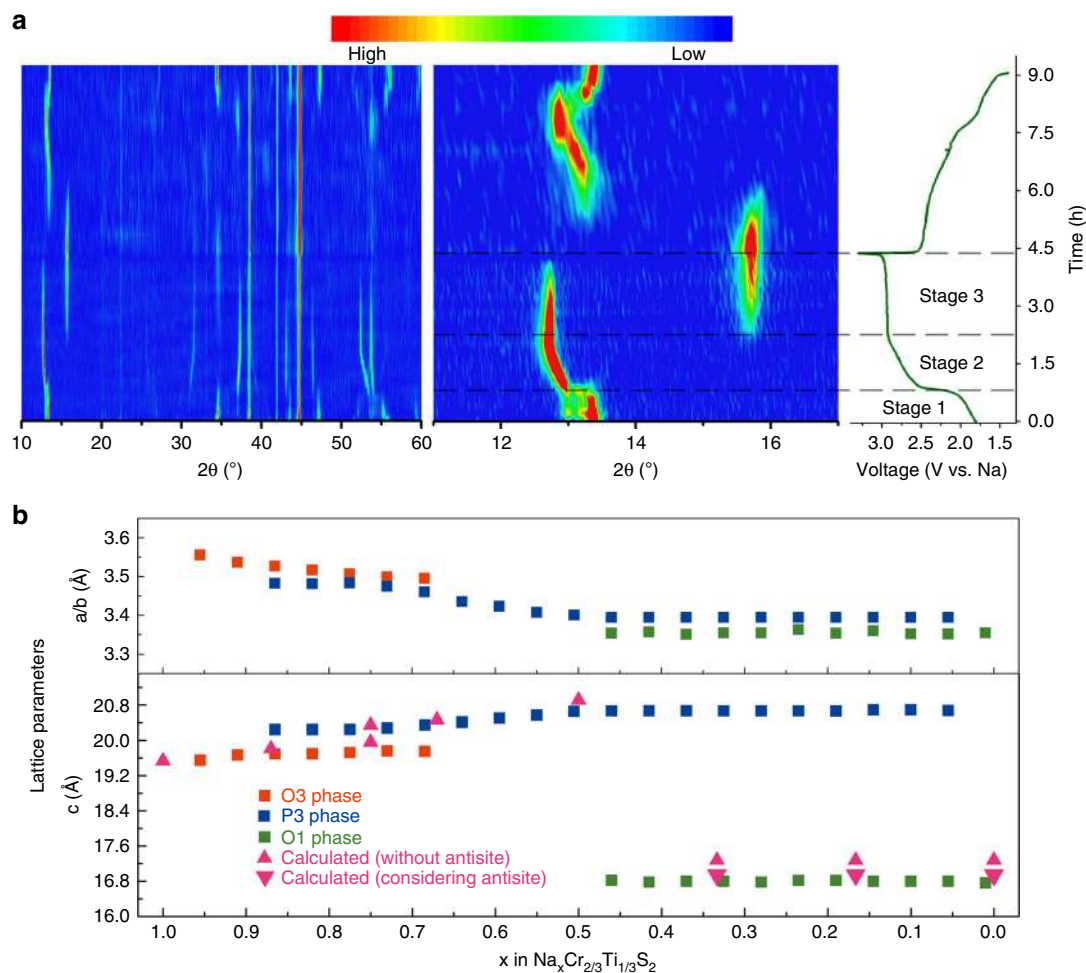 a
High Low
9.0
7.5
6.0
4.5
3.0
1.5
0.0
Time (h)
Stage 3
Stage 2
Stage 1
10 20 30 40 50 60
12 14 16
3.0 2.5 2.0 1.5
2θ (°)
2θ (°)
Voltage (V vs. Na)
b
3.6
3.5
3.4
3.3
a/b (Å)
Lattice parameters
20.8
20.0
19.2
18.4
17.6
16.8
16.0
c (Å)
O3 phase
P3 phase
O1 phase
Calculated (without antisite)
Calculated (considering antisite)
1.0 0.9 0.8 0.7 0.6 0.5 0.4 0.3 0.2 0.1 0.0
x in NaₓCr₂/₃Ti₁/₃S₂